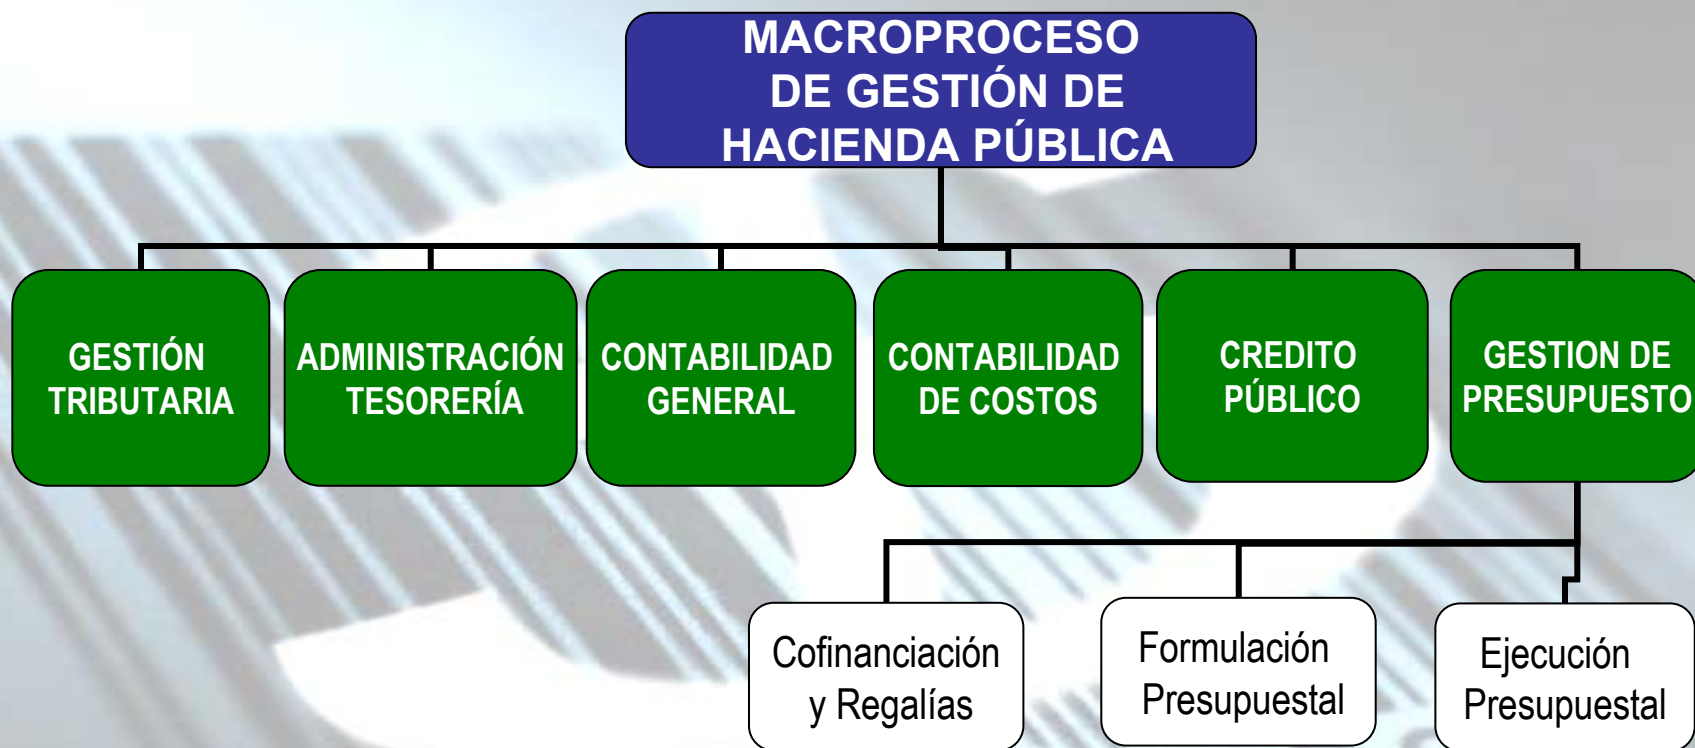 MACROPROCESO
DE GESTIÓN DE
HACIENDA PÚBLICA
GESTIÓN
TRIBUTARIA
ADMINISTRACIÓN
TESORERÍA
CONTABILIDAD
GENERAL
CONTABILIDAD
DE COSTOS
CREDITO
PÚBLICO
GESTION DE
PRESUPUESTO
Cofinanciación
y Regalías
Formulación
Presupuestal
Ejecución
Presupuestal